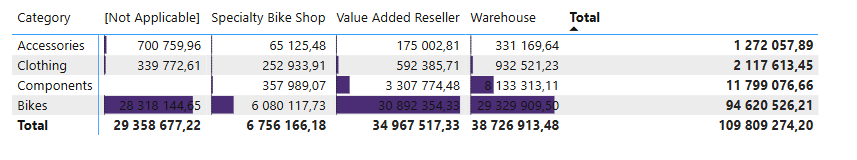 Category [Not Applicable] Specialty Bike Shop Value Added Reseller Warehouse Total
Accessories 700 759,96 65 125,48 175 002,81 331 169,64 1 272 057,89
Clothing 339 772,61 252 933,91 592 385,71 932 521,23 2 117 613,45
Components 357 989,07 3 307 774,48 8 133 313,11 11 799 076,66
Bikes 28 318 144,65 6 080 117,73 30 892 354,33 29 329 909,50 94 620 526,21
Total 29 358 677,22 6 756 166,18 34 967 517,33 38 726 913,48 109 809 274,20